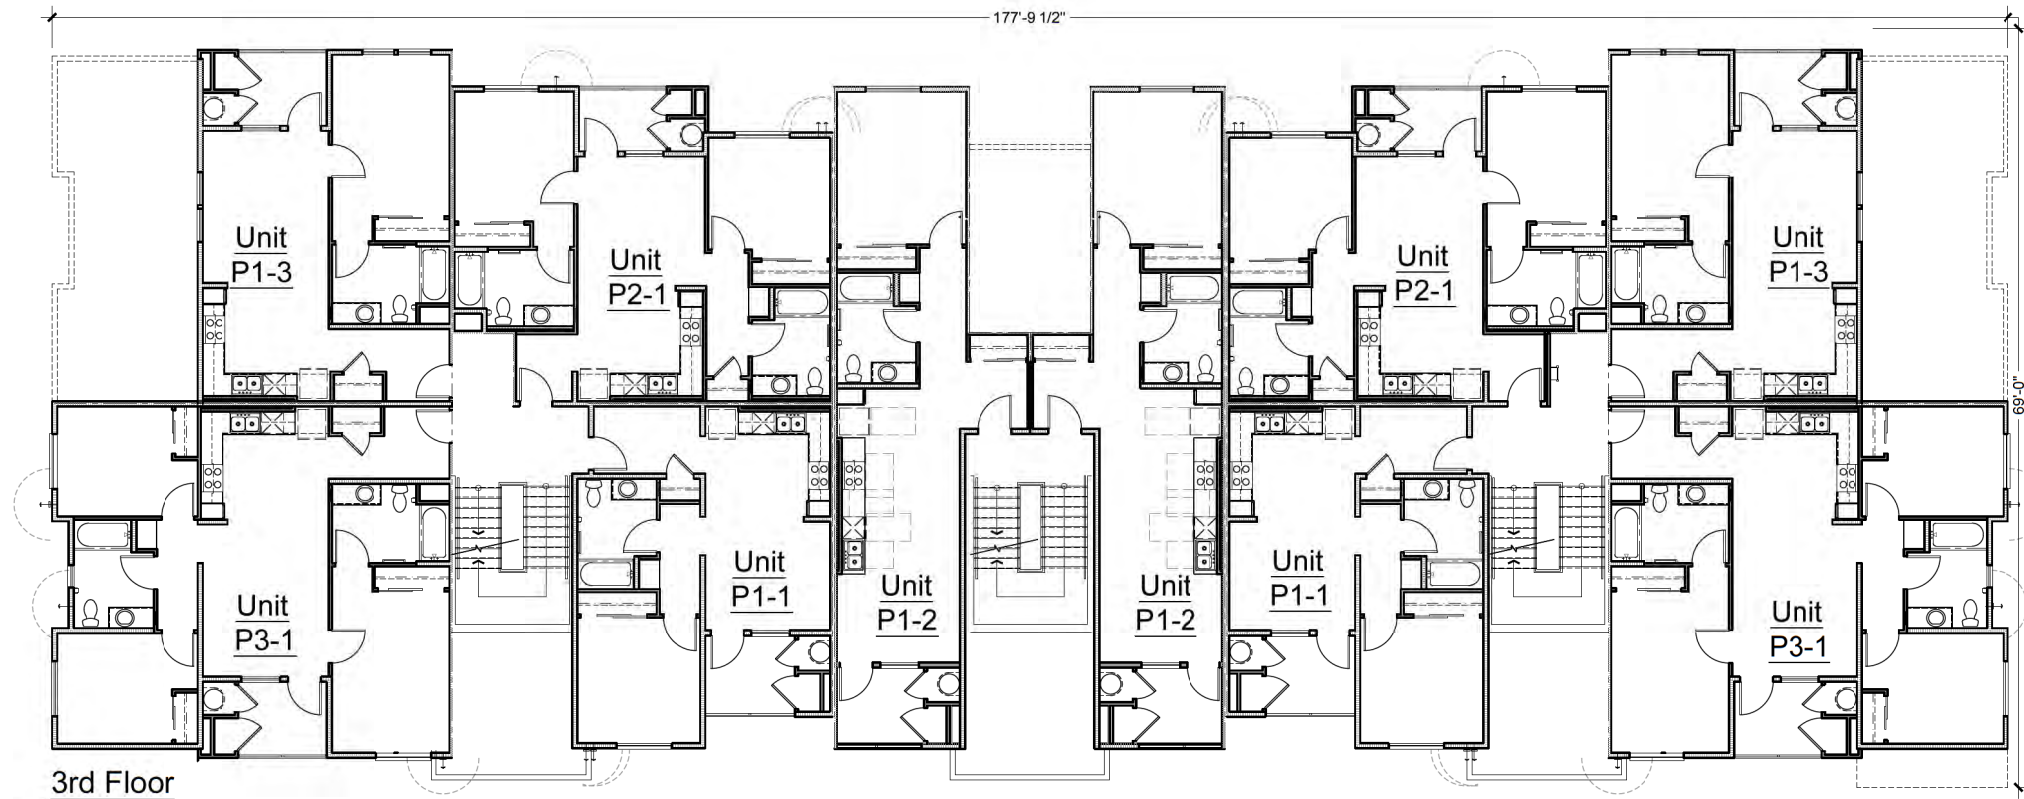 177'-9 1/2"
Unit
P1-3
Unit
P2-1
Unit
P2-1
Unit
P1-3
69'-0"
Unit
P3-1
Unit
P1-1
Unit
P1-2
Unit
P1-2
Unit
P1-1
Unit
P3-1
3rd Floor